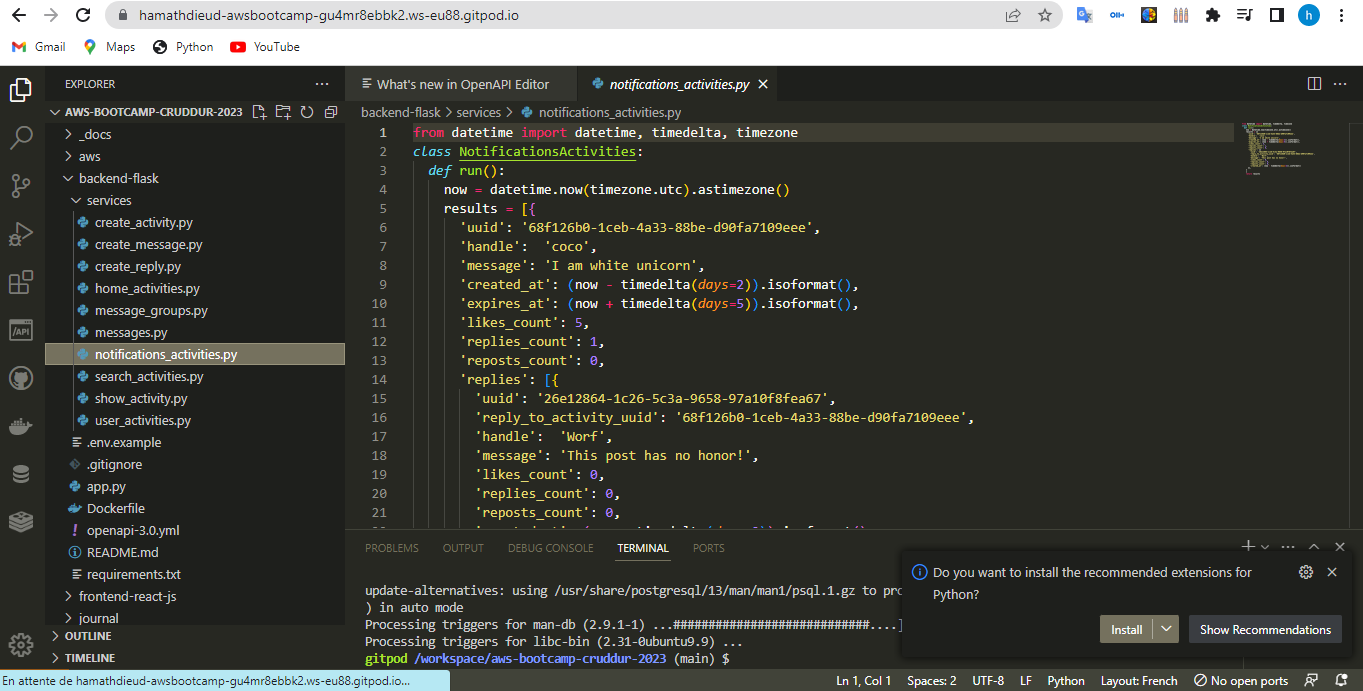 hamathdieud-awsbootcamp-gu4mr8ebbk2.ws-eu88.gitpod.io
Gmail Maps Python YouTube
EXPLORER
AWS-BOOTCAMP-CRUDDUR-2023
_docs
aws
backend-flask
services
create_activity.py
create_message.py
create_reply.py
home_activities.py
message_groups.py
messages.py
notifications_activities.py
search_activities.py
show_activity.py
user_activities.py
.env.example
.gitignore
app.py
Dockerfile
openapi-3.0.yml
README.md
requirements.txt
frontend-react-js
journal
OUTLINE
TIMELINE
What's new in OpenAPI Editor notifications_activities.py
backend-flask > services > notifications_activities.py
1 from datetime import datetime, timedelta, timezone
2 class NotificationsActivities:
3 def run():
4 now = datetime.now(timezone.utc).astimezone()
5 results = [{
6 'uuid': '68f126b0-1ceb-4a33-88be-d90fa7109eee',
7 'handle':  'coco',
8 'message': 'I am white unicorn',
9 'created_at': (now - timedelta(days=2)).isoformat(),
10 'expires_at': (now + timedelta(days=5)).isoformat(),
11 'likes_count': 5,
12 'replies_count': 1,
13 'reposts_count': 0,
14 'replies': [{
15 'uuid': '26e12864-1c26-5c3a-9658-97a10f8fea67',
16 'reply_to_activity_uuid': '68f126b0-1ceb-4a33-88be-d90fa7109eee',
17 'handle':  'Worf',
18 'message': 'This post has no honor!',
19 'likes_count': 0,
20 'replies_count': 0,
21 'reposts_count': 0,
PROBLEMS OUTPUT DEBUG CONSOLE TERMINAL PORTS
update-alternatives: using /usr/share/postgresql/13/man/man1/psql.1.gz to pro
) in auto mode
Processing triggers for man-db (2.9.1-1) ...###########################....]
Processing triggers for libc-bin (2.31-0ubuntu9.9) ...
gitpod /workspace/aws-bootcamp-cruddur-2023 (main) $
Do you want to install the recommended extensions for
Python?
Install Show Recommendations
En attente de hamathdieud-awsbootcamp-gu4mr8ebbk2.ws-eu88.gitpod.io...
Ln 1, Col 1 Spaces: 2 UTF-8 LF Python Layout: French No open ports